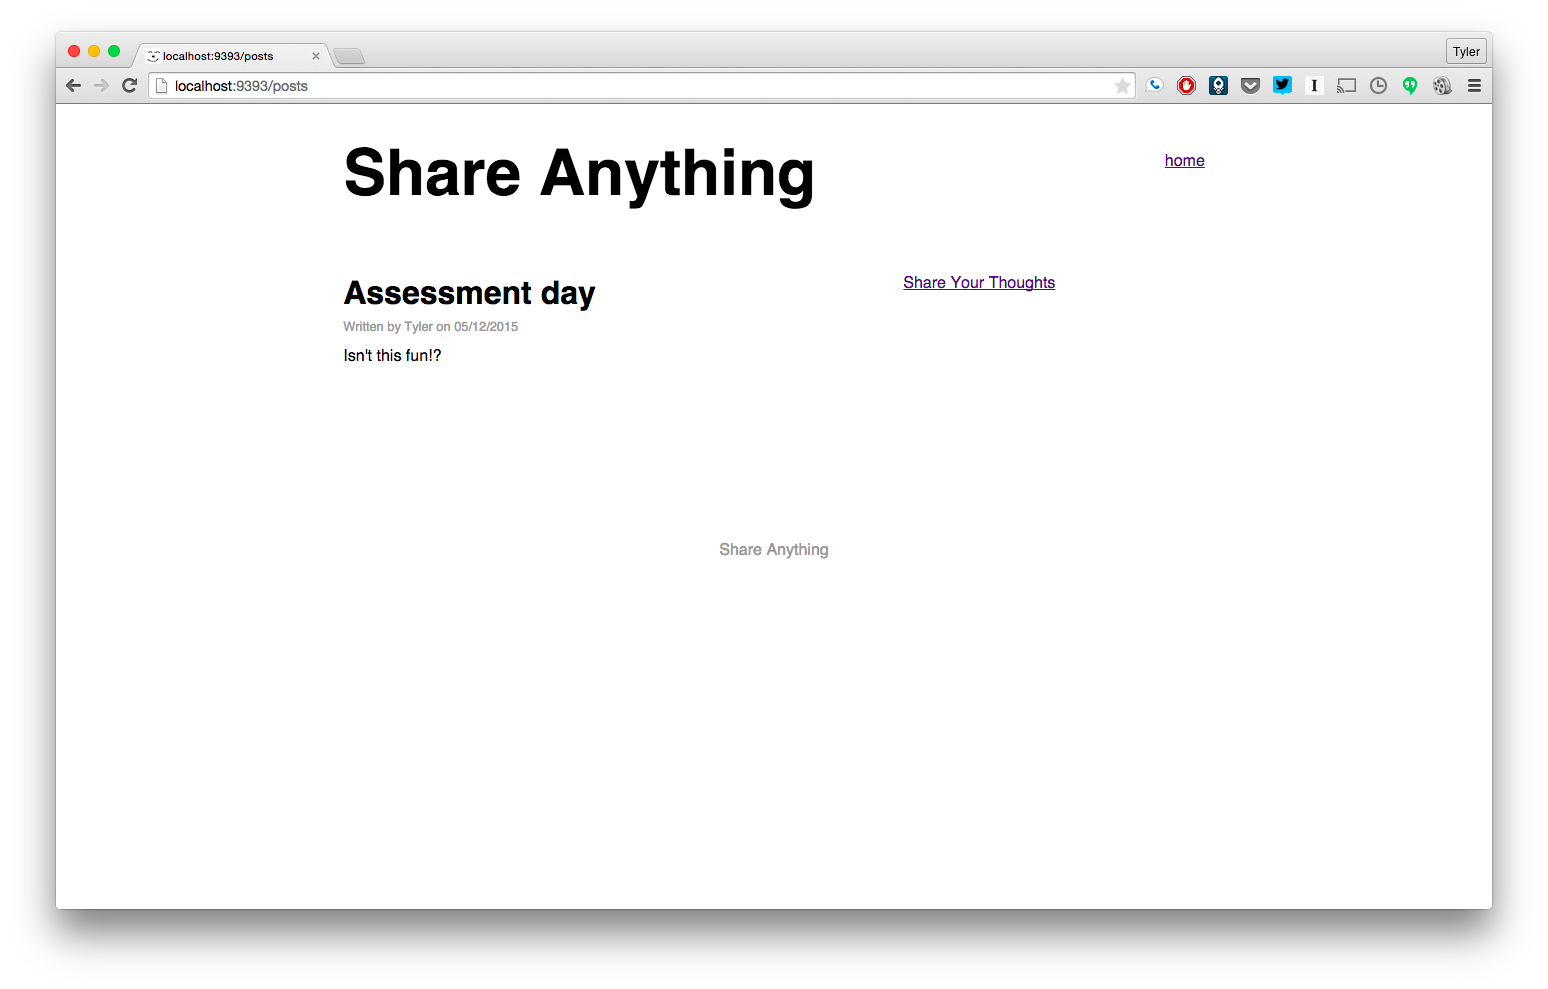 localhost:9393/posts
Tyler
localhost:9393/posts
Share Anything
home
Assessment day
Share Your Thoughts
Written by Tyler on 05/12/2015
Isn't this fun!?
Share Anything